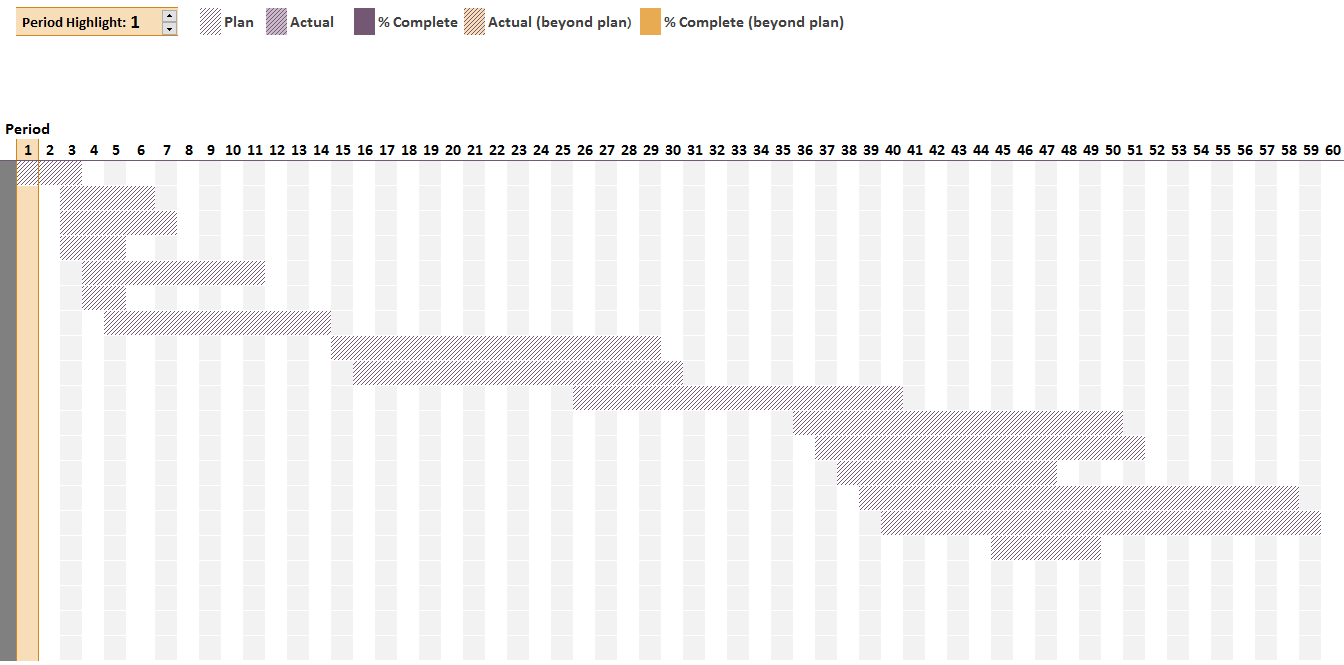 Period Highlight: 1 Plan Actual % Complete Actual (beyond plan) % Complete (beyond plan)
Period
1 2 3 4 5 6 7 8 9 10 11 12 13 14 15 16 17 18 19 20 21 22 23 24 25 26 27 28 29 30 31 32 33 34 35 36 37 38 39 40 41 42 43 44 45 46 47 48 49 50 51 52 53 54 55 56 57 58 59 60